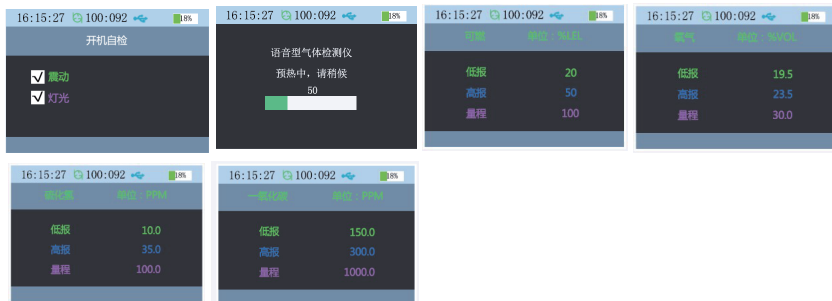 16:15:27 100:092 18%
开机自检
震动
灯光
16:15:27 100:092 18%
语音型气体检测仪
预热中，请稍候
50
16:15:27 100:092 18%
可燃 单位：%LEL
低报 20
高报 50
量程 100
16:15:27 100:092 18%
氧气 单位：%VOL
低报 19.5
高报 23.5
量程 30.0
16:15:27 100:092 18%
硫化氢 单位：PPM
低报 10.0
高报 35.0
量程 100.0
16:15:27 100:092 18%
一氧化碳 单位：PPM
低报 150.0
高报 300.0
量程 1000.0